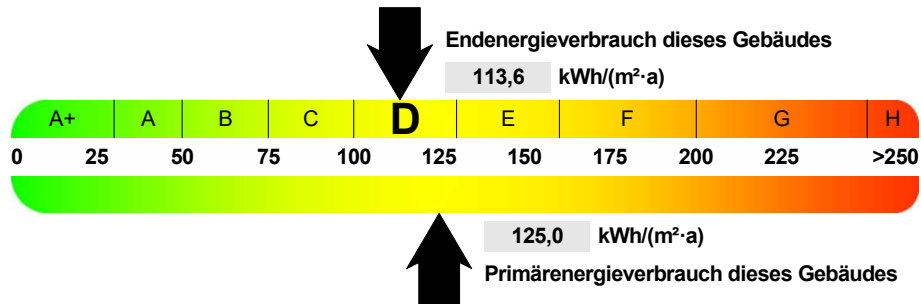 Endenergieverbrauch dieses Gebäudes
113,6 kWh/(m²·a)
A+ A B C D E F G H
0 25 50 75 100 125 150 175 200 225 >250
125,0 kWh/(m²·a)
Primärenergieverbrauch dieses Gebäudes